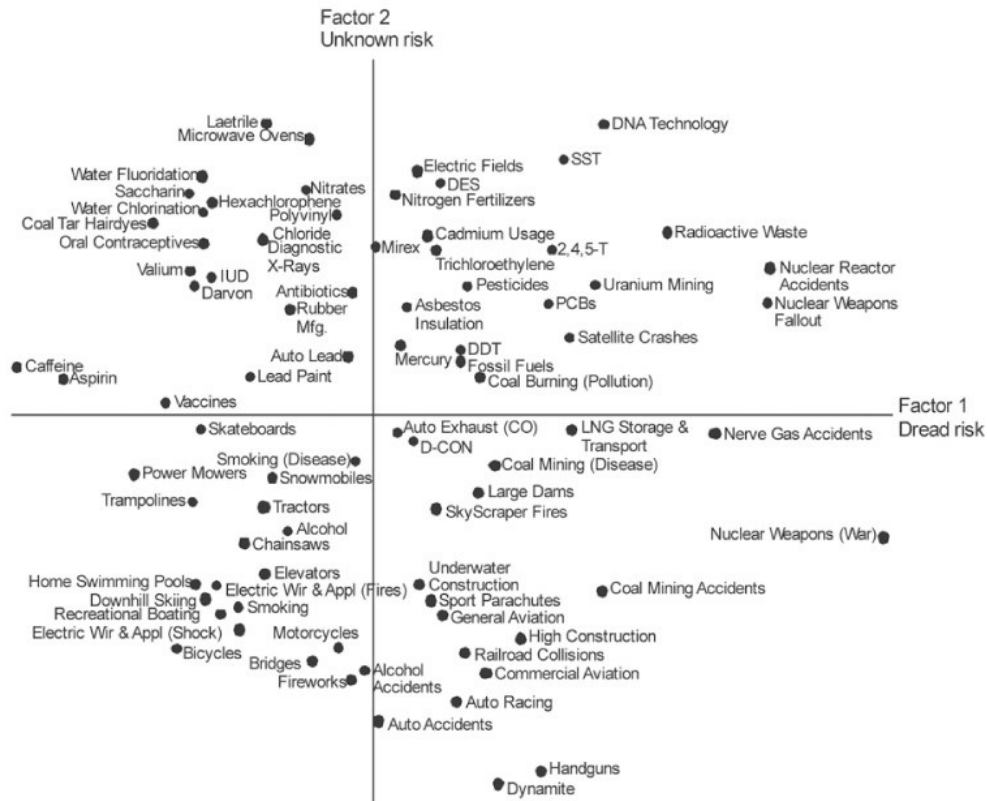 Factor 2
Unknown risk
Laetrile
Microwave Ovens
DNA Technology
SST
Electric Fields
DES
Nitrogen Fertilizers
Water Fluoridation
Saccharin
Nitrates
Hexachlorophene
Water Chlorination
Polyvinyl
Coal Tar Hairdyes
Chloride
Oral Contraceptives
Diagnostic
X-Rays
Mirex
Cadmium Usage
2,4,5-T
Trichloroethylene
Radioactive Waste
Valium
IUD
Darvon
Antibiotics
Rubber
Mfg.
Pesticides
Uranium Mining
Nuclear Reactor
Accidents
Asbestos
Insulation
PCBs
Nuclear Weapons
Fallout
Satellite Crashes
Auto Lead
Mercury
DDT
Fossil Fuels
Caffeine
Aspirin
Lead Paint
Coal Burning (Pollution)
Vaccines
Factor 1
Dread risk
Skateboards
Auto Exhaust (CO)
D-CON
LNG Storage &
Transport
Nerve Gas Accidents
Smoking (Disease)
Coal Mining (Disease)
Power Mowers
Snowmobiles
Trampolines
Tractors
Large Dams
SkyScraper Fires
Alcohol
Chainsaws
Nuclear Weapons (War)
Elevators
Underwater
Construction
Home Swimming Pools
Electric Wir & Appl (Fires)
Coal Mining Accidents
Downhill Skiing
Smoking
Sport Parachutes
Recreational Boating
General Aviation
Electric Wir & Appl (Shock)
Motorcycles
High Construction
Bicycles
Bridges
Railroad Collisions
Fireworks
Alcohol
Accidents
Commercial Aviation
Auto Racing
Auto Accidents
Handguns
Dynamite